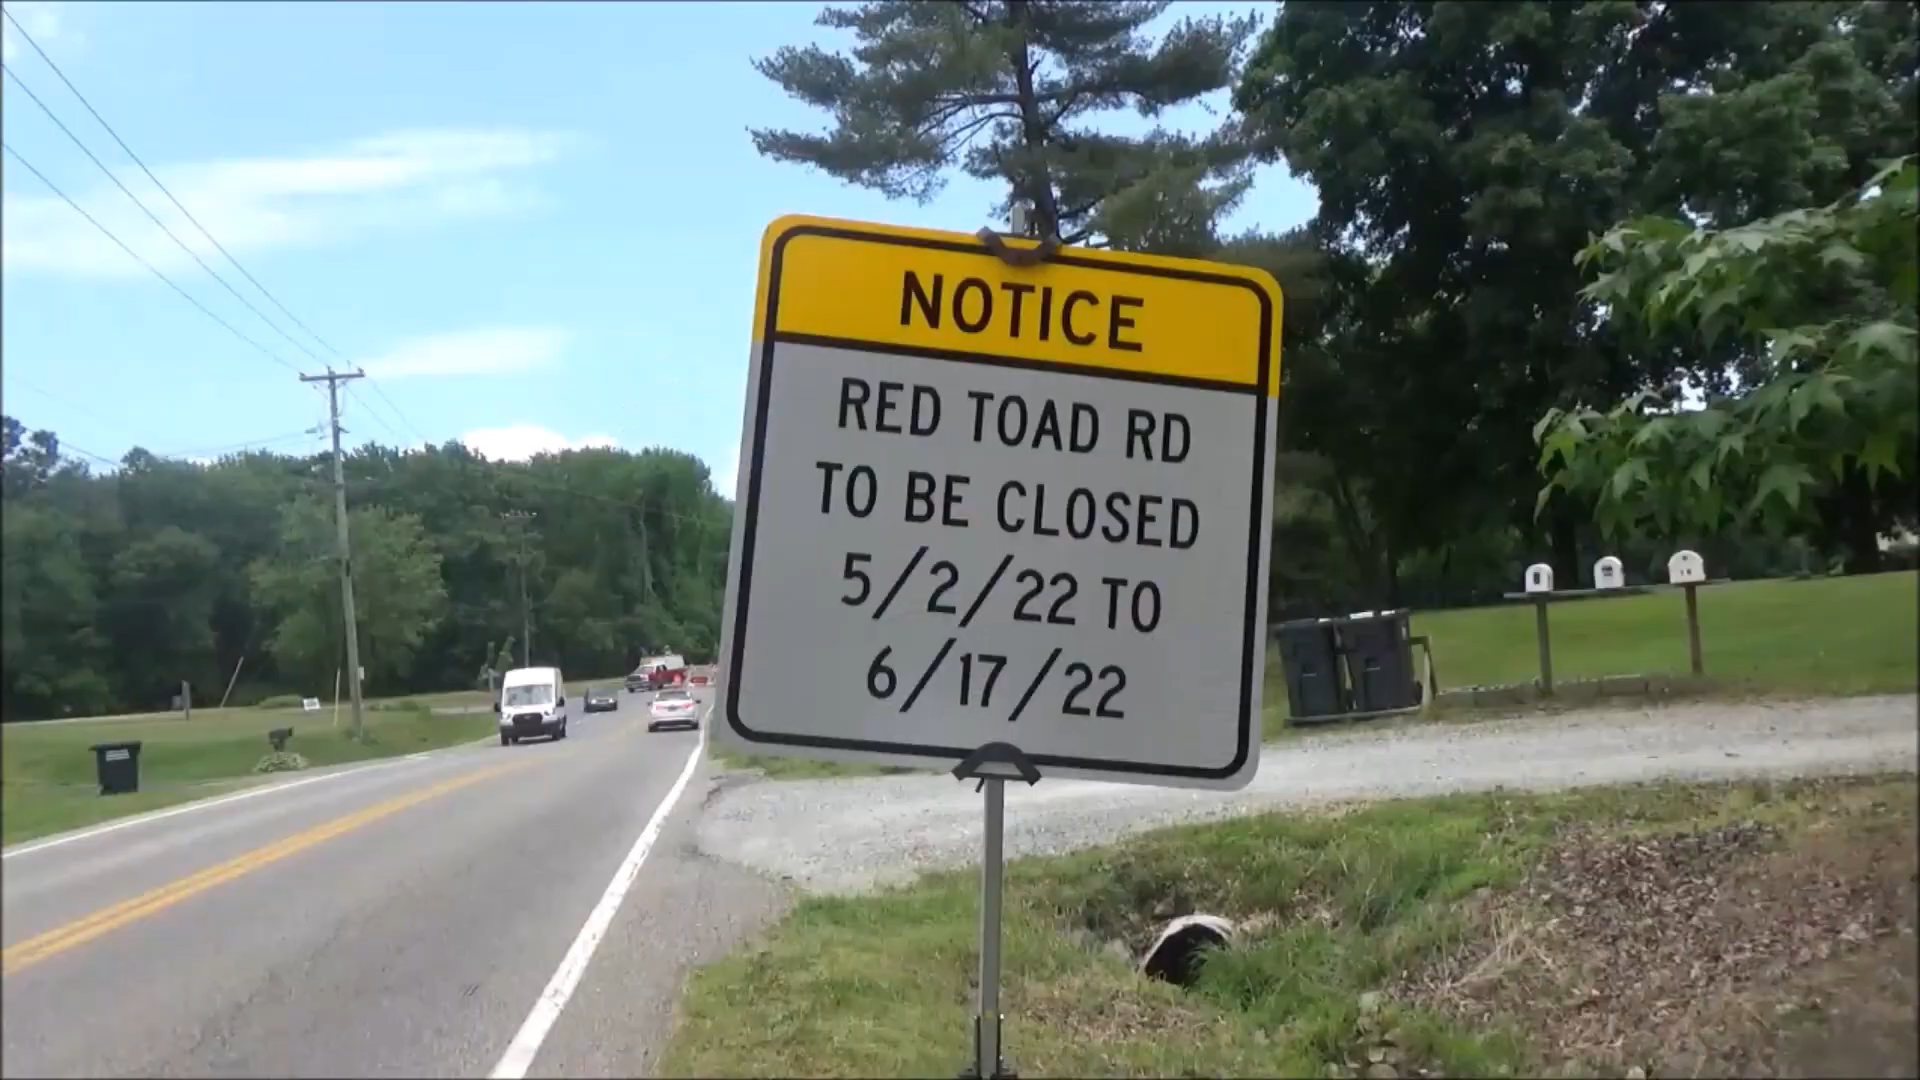 NOTICE
RED TOAD RD
TO BE CLOSED
5/2/22 TO
6/17/22